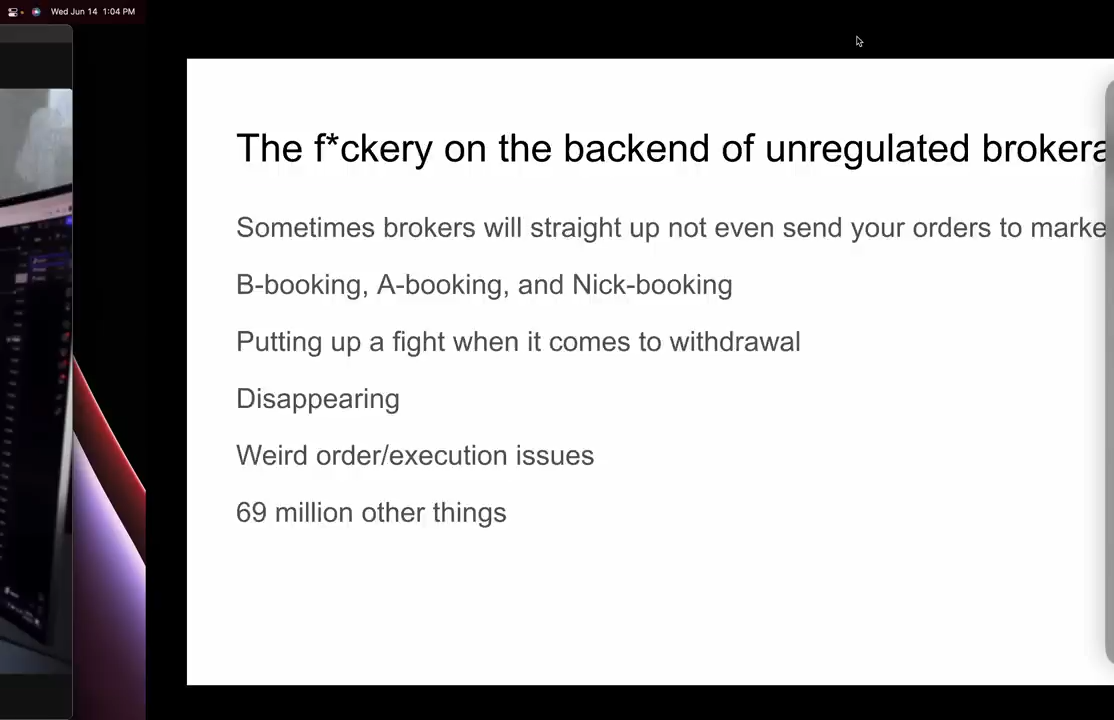 Wed Jun 14 1:04 PM
The f*ckery on the backend of unregulated
Sometimes brokers will straight up not even send your orders to
B-booking, A-booking, and Nick-booking
Putting up a fight when it comes to withdrawal
Disappearing
Weird order/execution issues
69 million other things